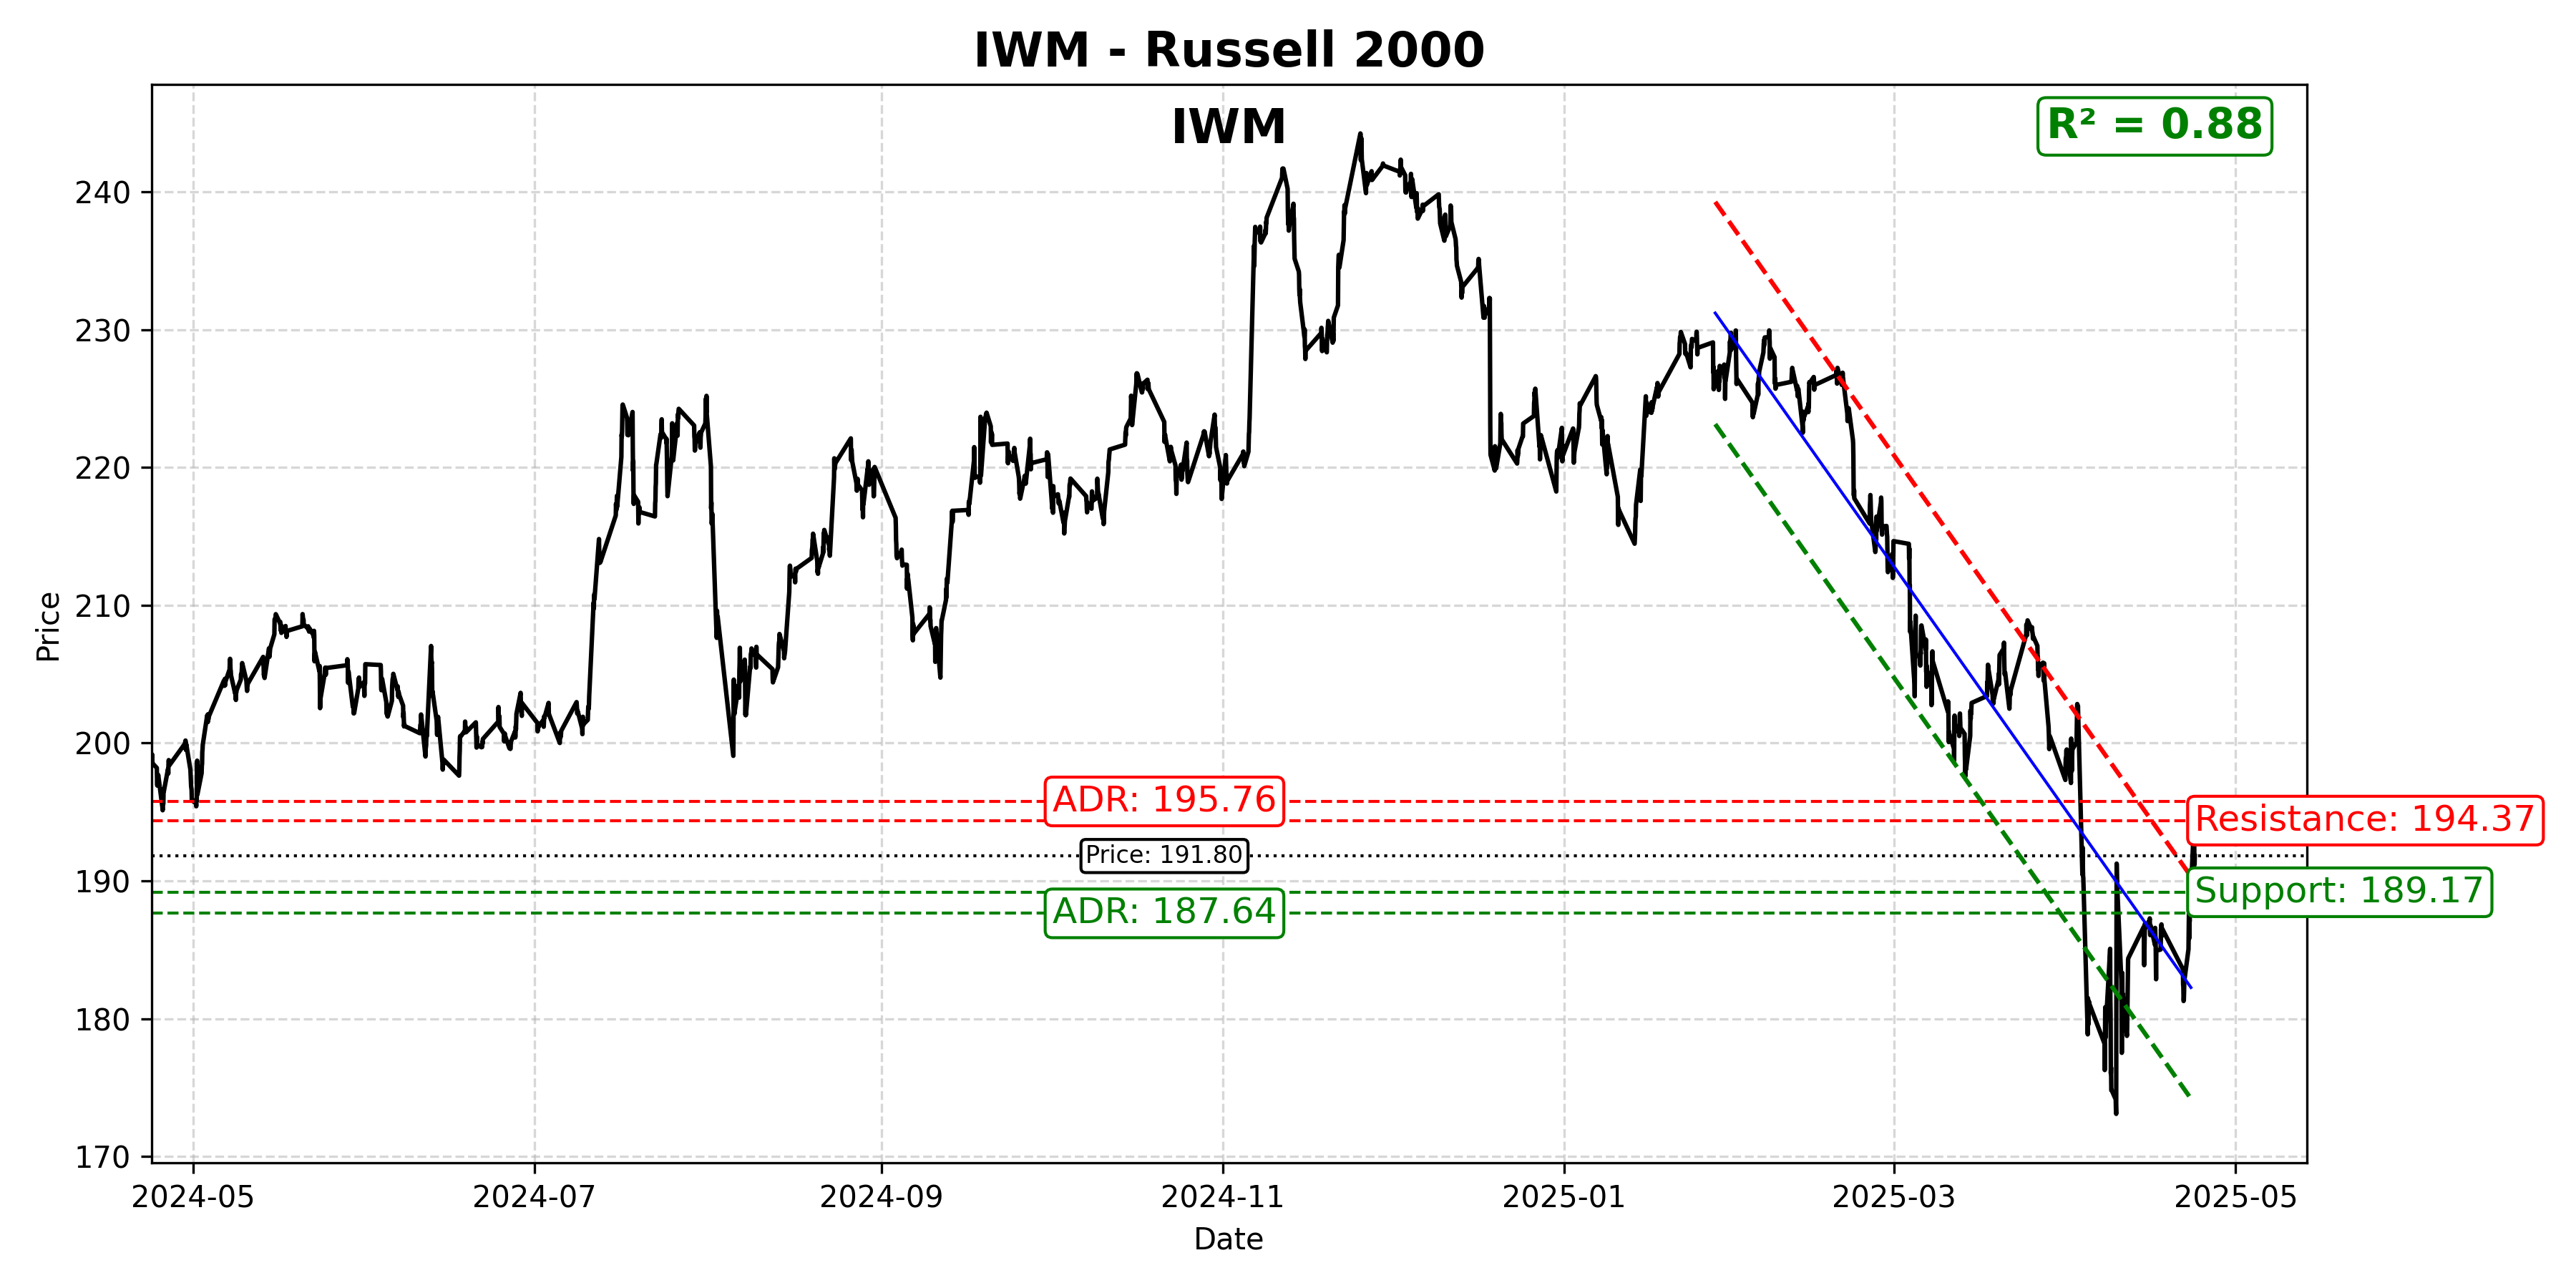 IWM - Russell 2000
IWM
R² = 0.88
240
230
220
210
200
190
180
170
Price
ADR: 195.76
Resistance: 194.37
Price: 191.80
Support: 189.17
ADR: 187.64
2024-05
2024-07
2024-09
2024-11
2025-01
2025-03
2025-05
Date